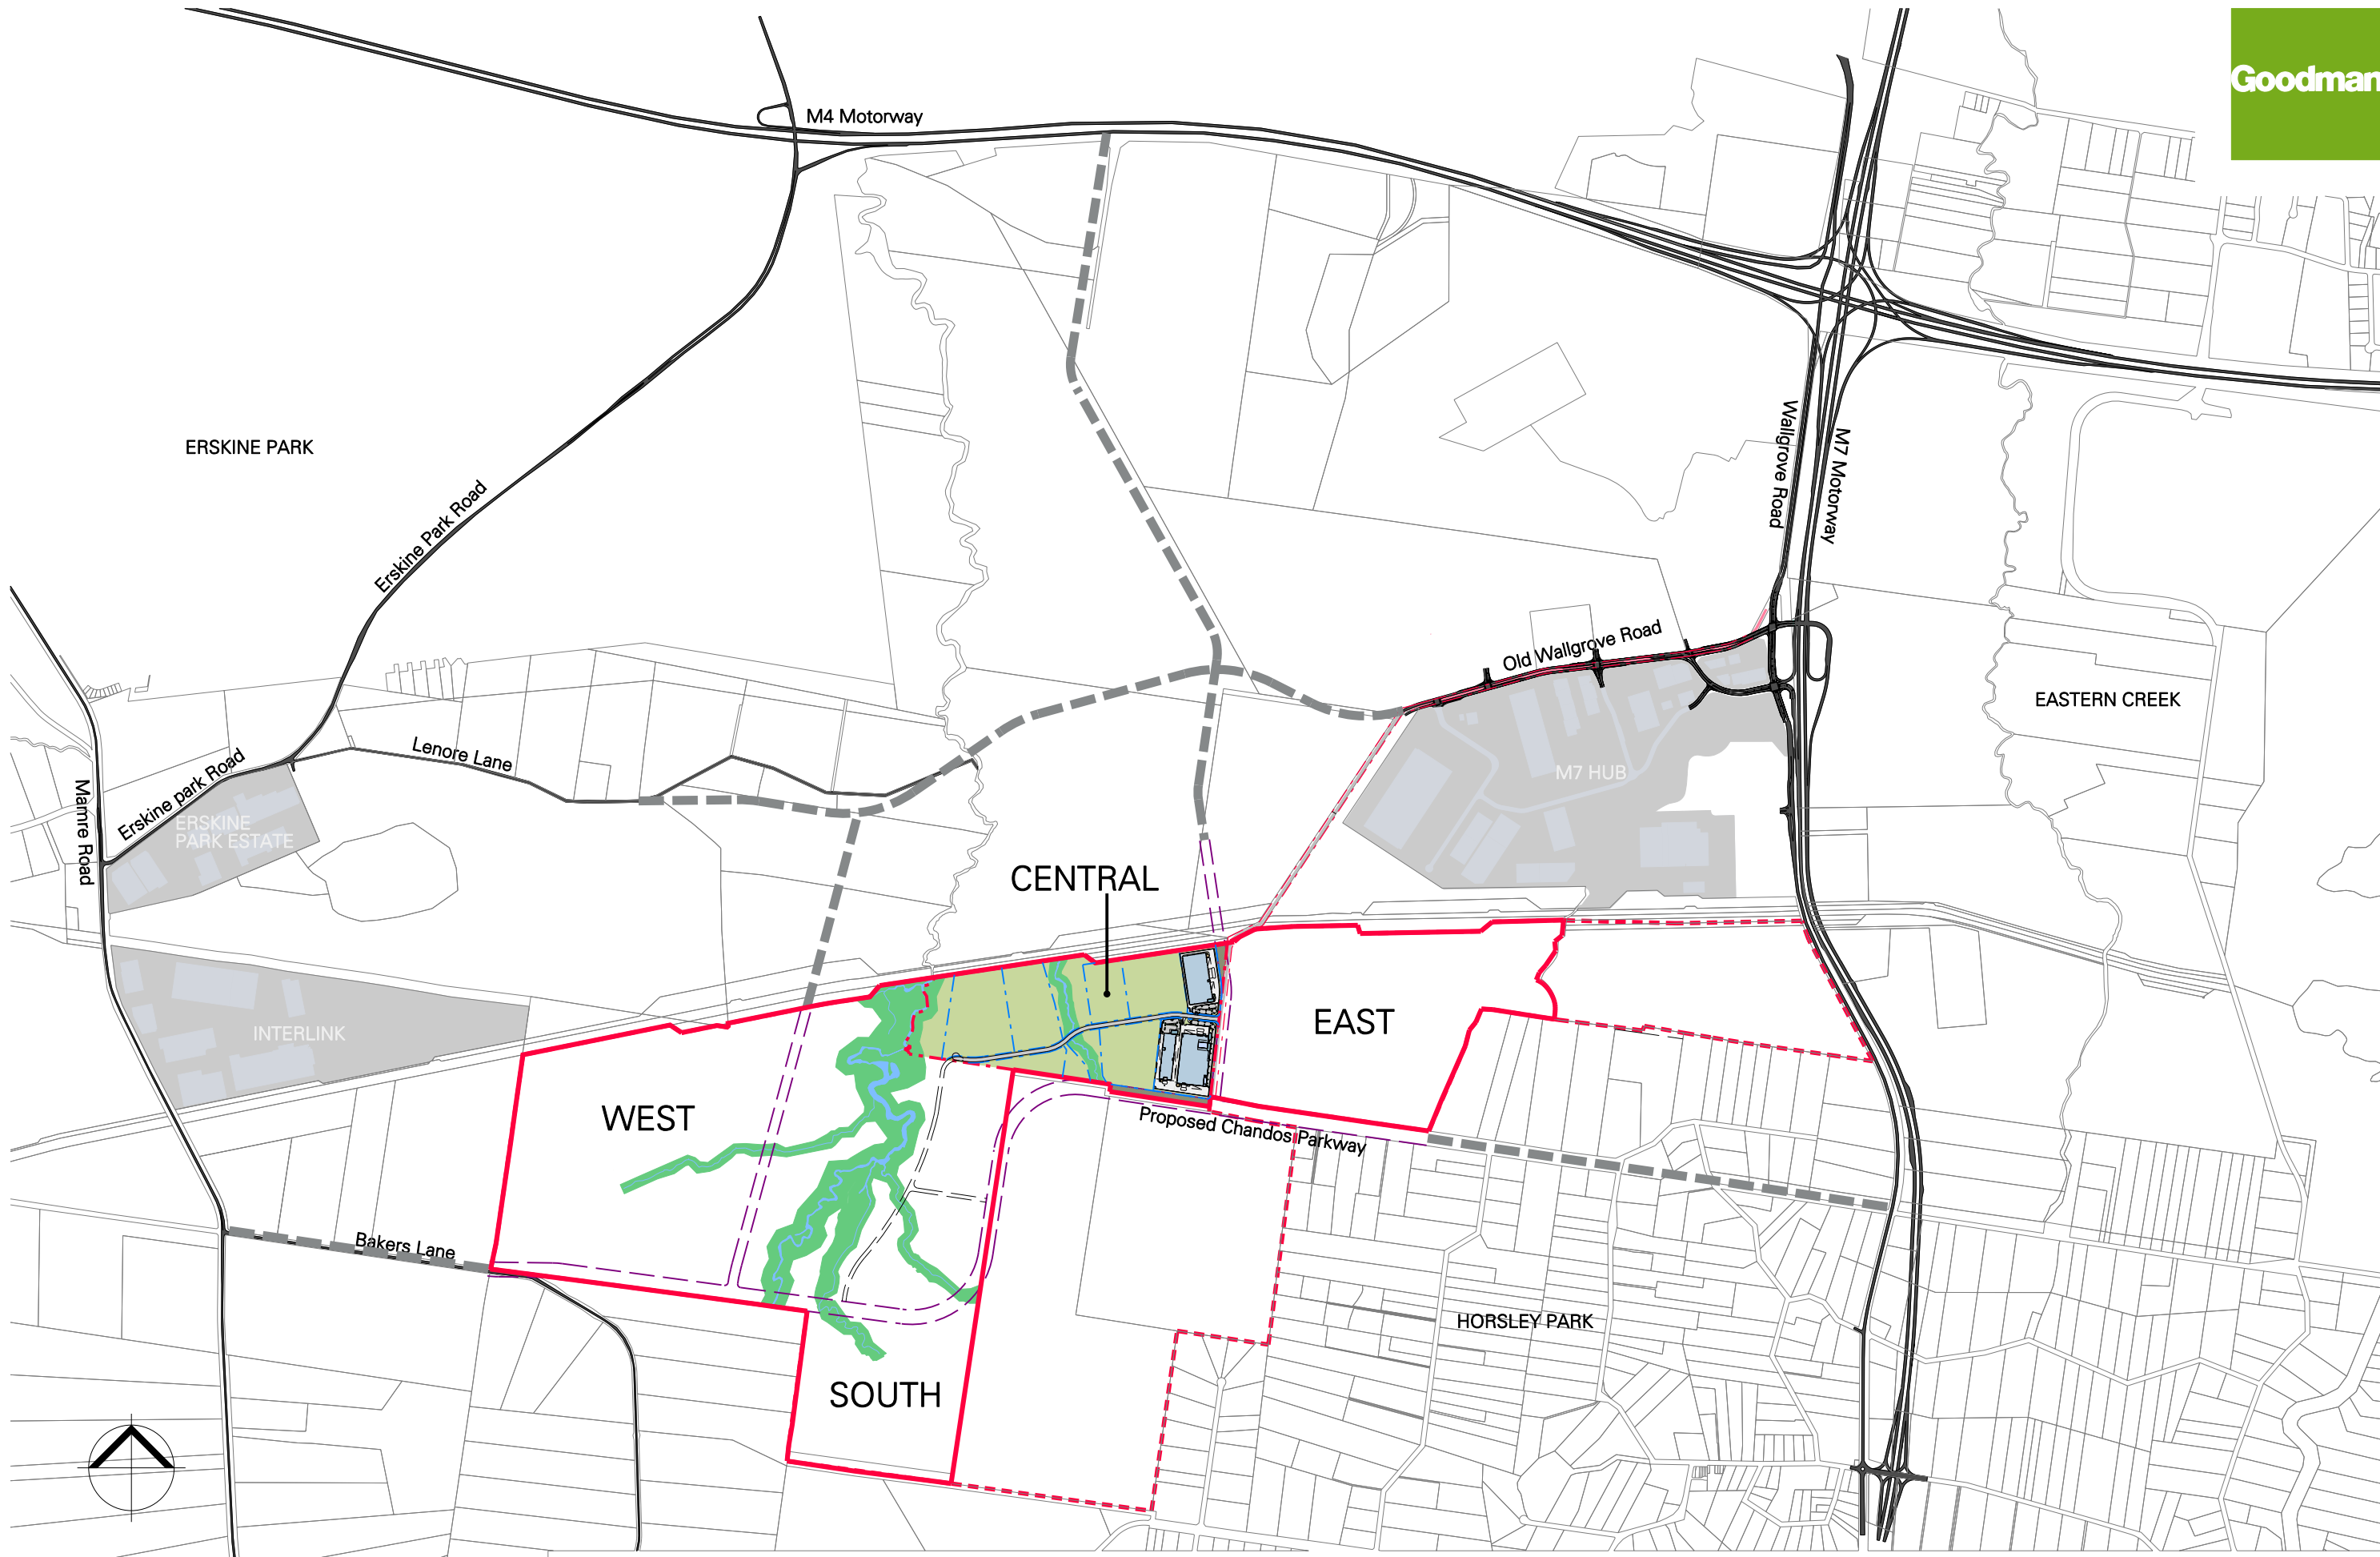 Goodman
M4 Motorway
ERSKINE PARK
Erskine Park Road
Wallgrove Road
M7 Motorway
Old Wallgrove Road
EASTERN CREEK
Lenore Lane
Erskine park Road
Mamre Road
M7 HUB
ERSKINE
PARK ESTATE
CENTRAL
INTERLINK
EAST
WEST
Proposed Chandos Parkway
Bakers Lane
HORSLEY PARK
SOUTH